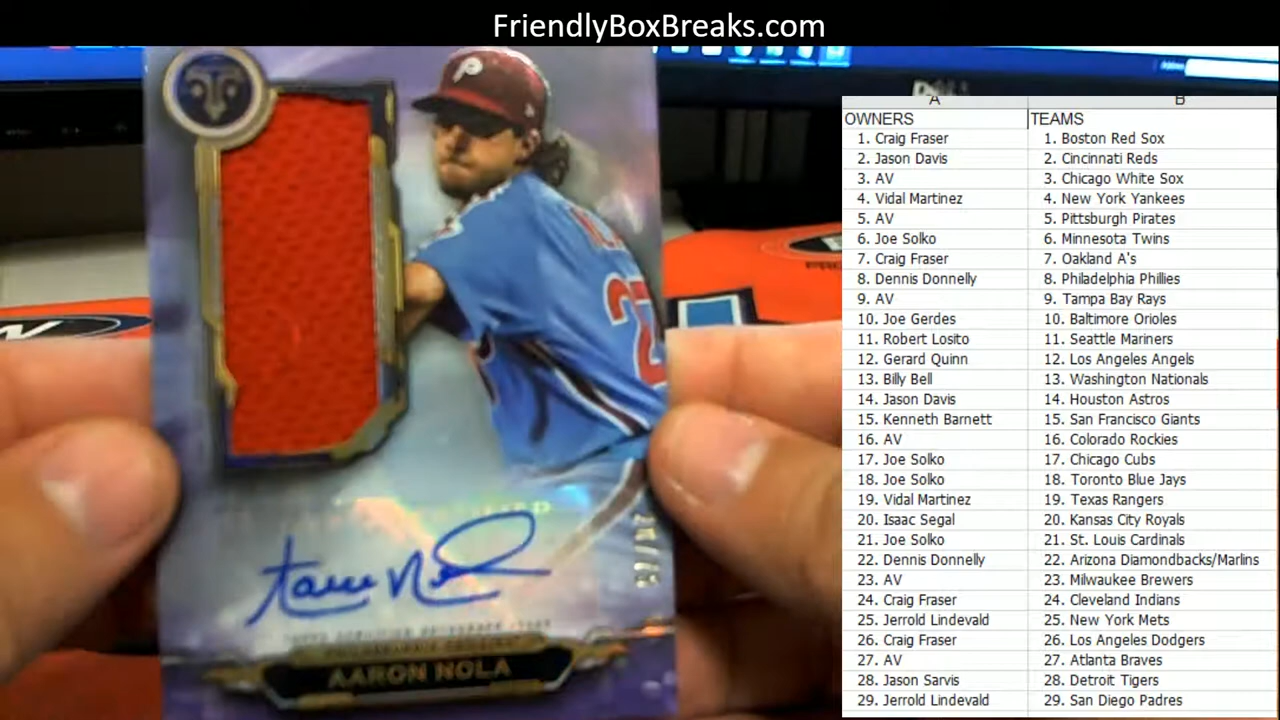 FriendlyBoxBreaks.com
DELL
P
27
Aaron Nola
AARON NOLA
A B
OWNERS TEAMS
1. Craig Fraser 1. Boston Red Sox
2. Jason Davis 2. Cincinnati Reds
3. AV 3. Chicago White Sox
4. Vidal Martinez 4. New York Yankees
5. AV 5. Pittsburgh Pirates
6. Joe Solko 6. Minnesota Twins
7. Craig Fraser 7. Oakland A's
8. Dennis Donnelly 8. Philadelphia Phillies
9. AV 9. Tampa Bay Rays
10. Joe Gerdes 10. Baltimore Orioles
11. Robert Losito 11. Seattle Mariners
12. Gerard Quinn 12. Los Angeles Angels
13. Billy Bell 13. Washington Nationals
14. Jason Davis 14. Houston Astros
15. Kenneth Barnett 15. San Francisco Giants
16. AV 16. Colorado Rockies
17. Joe Solko 17. Chicago Cubs
18. Joe Solko 18. Toronto Blue Jays
19. Vidal Martinez 19. Texas Rangers
20. Isaac Segal 20. Kansas City Royals
21. Joe Solko 21. St. Louis Cardinals
22. Dennis Donnelly 22. Arizona Diamondbacks/Marlins
23. AV 23. Milwaukee Brewers
24. Craig Fraser 24. Cleveland Indians
25. Jerrold Lindevald 25. New York Mets
26. Craig Fraser 26. Los Angeles Dodgers
27. AV 27. Atlanta Braves
28. Jason Sarvis 28. Detroit Tigers
29. Jerrold Lindevald 29. San Diego Padres